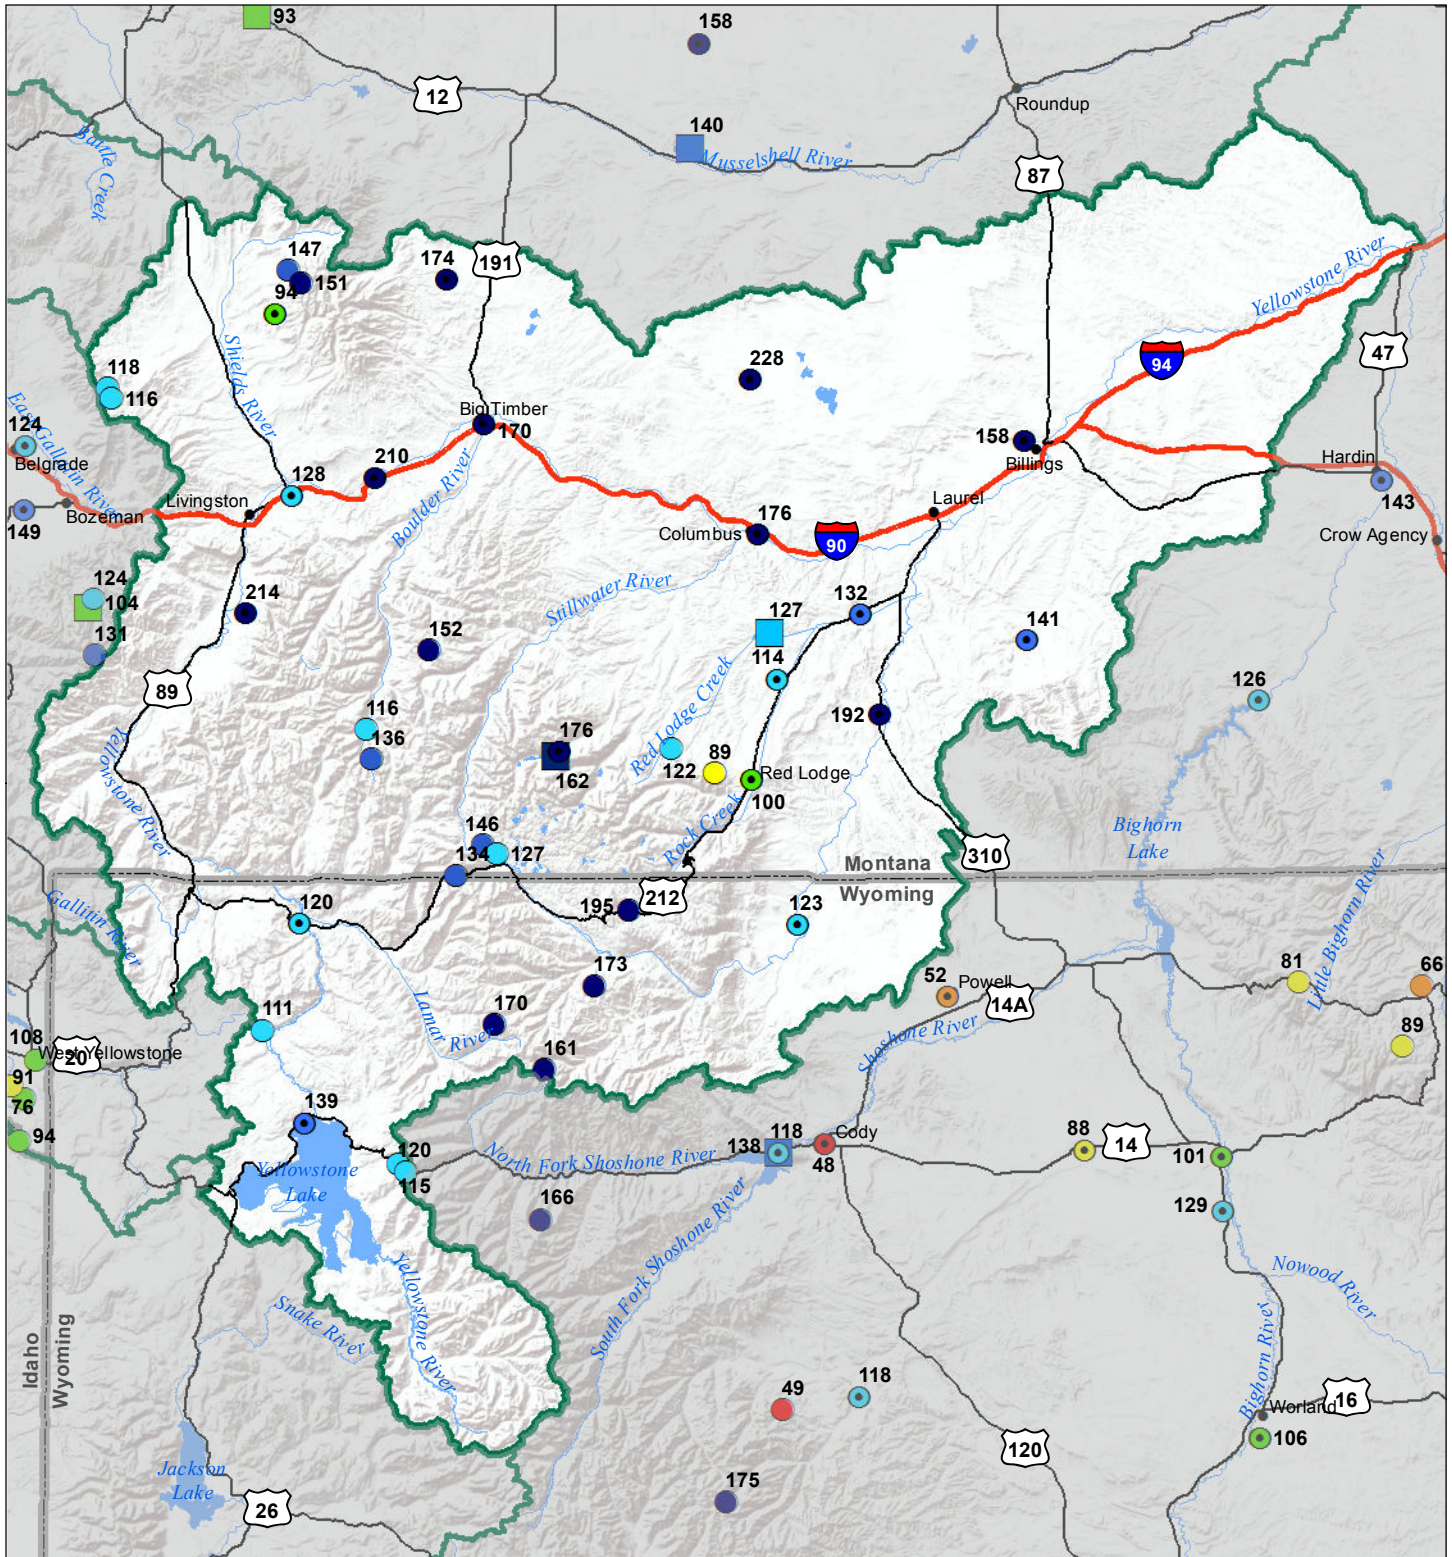 93
158
12
Roundup
140
Musselshell River
Battle Creek
87
147
151
174
191
94
Yellowstone River
Shields River
94
47
118
116
228
East Gallatin River
124
Belgrade
Big Timber
170
158
Billings
Hardin
143
210
128
Livingston
Bozeman
149
Boulder River
Laurel
176
Columbus
90
Crow Agency
124
104
131
214
Stillwater River
132
127
152
141
114
89
Red Lodge Creek
126
192
116
136
Yellowstone River
176
162
122
89
Red Lodge
100
Rock Creek
Bighorn
Lake
146
127
134
Montana
Wyoming
310
Gallitin River
120
195
212
123
Little Bighorn River
173
52
Powell
14A
81
66
111
Lamar River
170
Shoshone River
89
108
West Yellowstone
20
91
76
94
161
139
Yellowstone
Lake
120
115
North Fork Shoshone River
138
118
Cody
48
88
14
101
129
166
South Fork Shoshone River
Yellowstone River
Nowood River
Snake River
Idaho
Wyoming
49
118
Bighorn River
Worland
16
106
120
Jackson
Lake
26
175